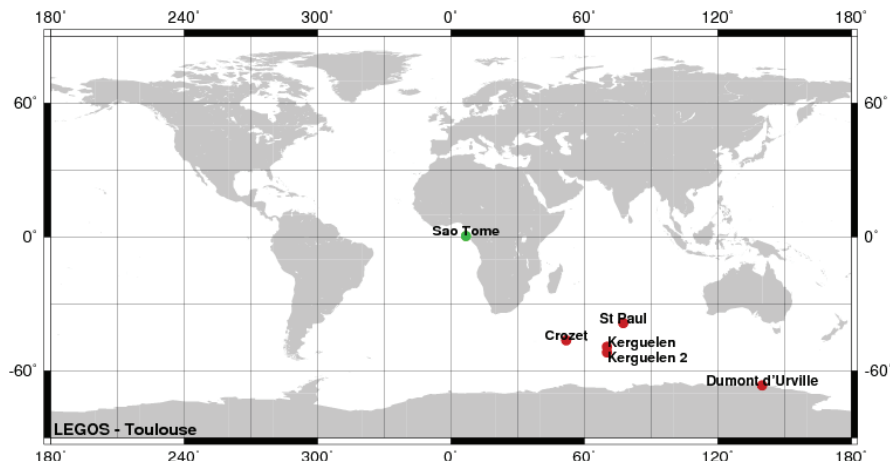 180° 240° 300° 0° 60° 120° 180°
60° 60°
Sao Tome
0° 0°
St Paul
Crozet
Kerguelen
Kerguelen 2
-60° -60°
Dumont d'Urville
LEGOS - Toulouse
180° 240° 300° 0° 60° 120° 180°